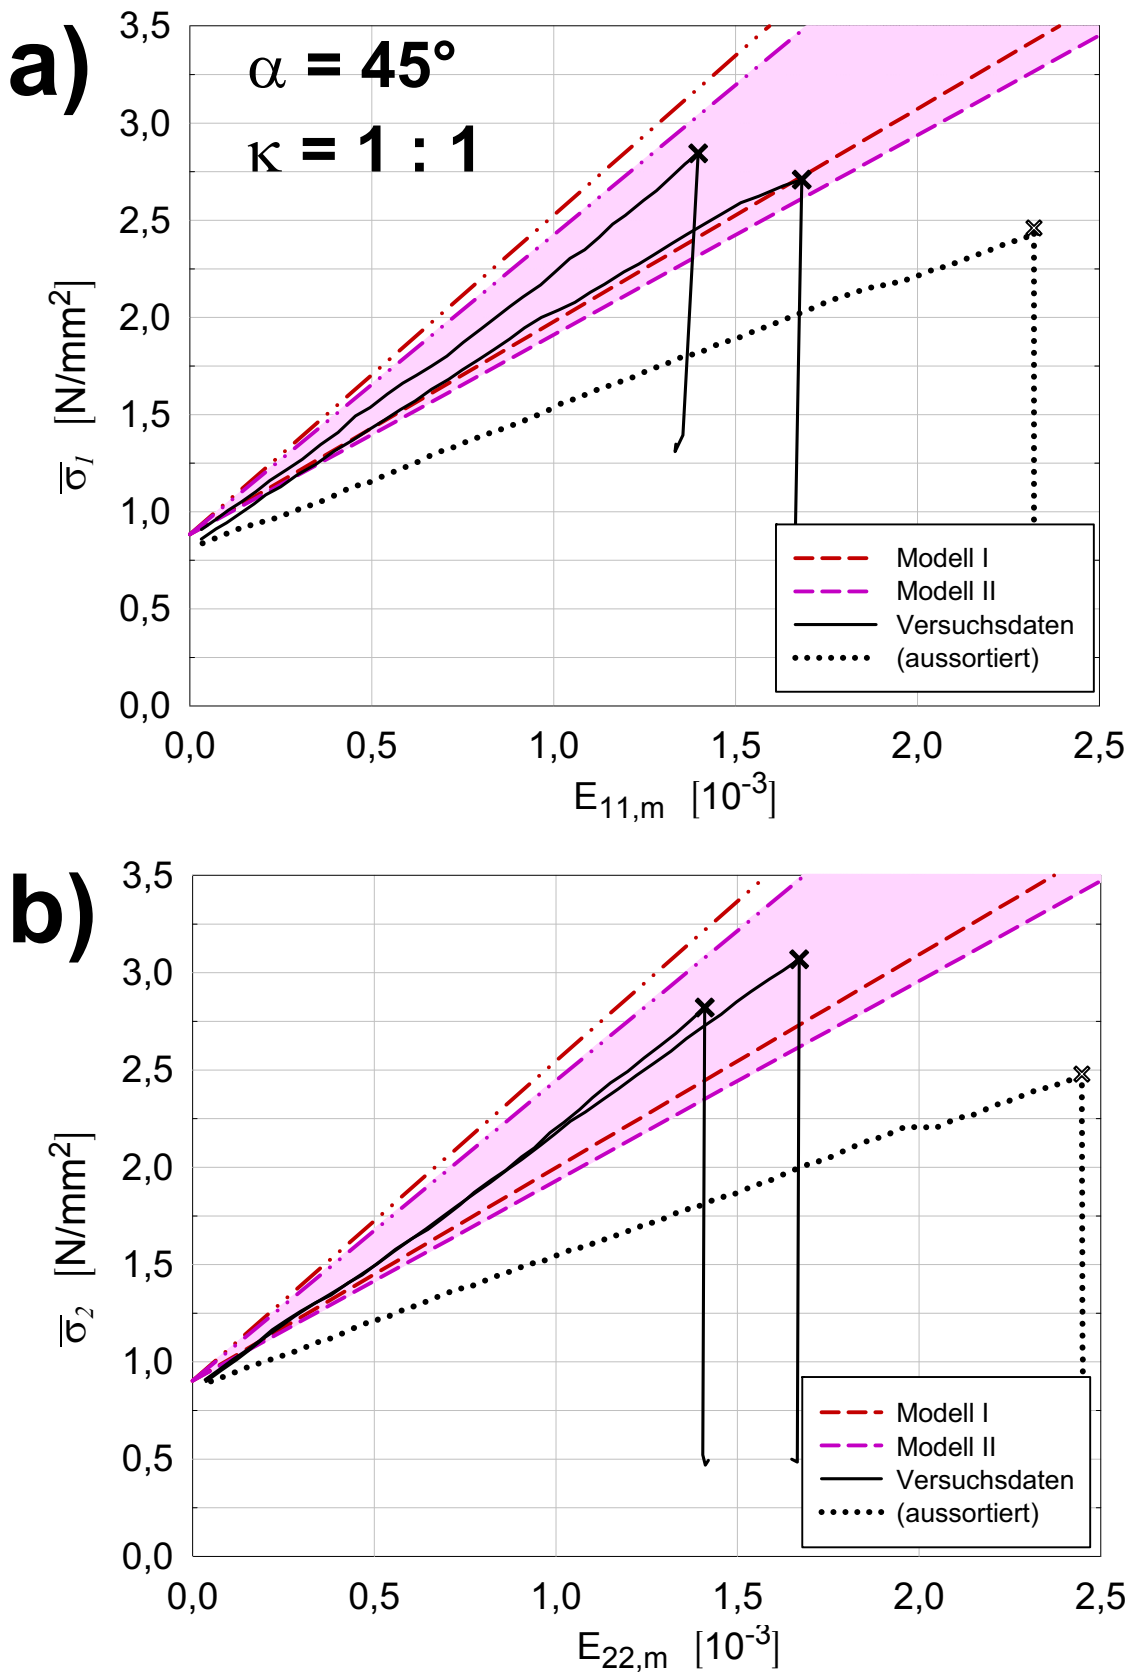 a)
α = 45°
κ = 1 : 1
3,5
3,0
2,5
2,0
1,5
1,0
0,5
0,0
σ̅₁ [N/mm²]
Modell I
Modell II
Versuchsdaten
(aussortiert)
0,0 0,5 1,0 1,5 2,0 2,5
E₁₁,ₘ [10⁻³]
b)
3,5
3,0
2,5
2,0
1,5
1,0
0,5
0,0
σ̅₂ [N/mm²]
Modell I
Modell II
Versuchsdaten
(aussortiert)
0,0 0,5 1,0 1,5 2,0 2,5
E₂₂,ₘ [10⁻³]